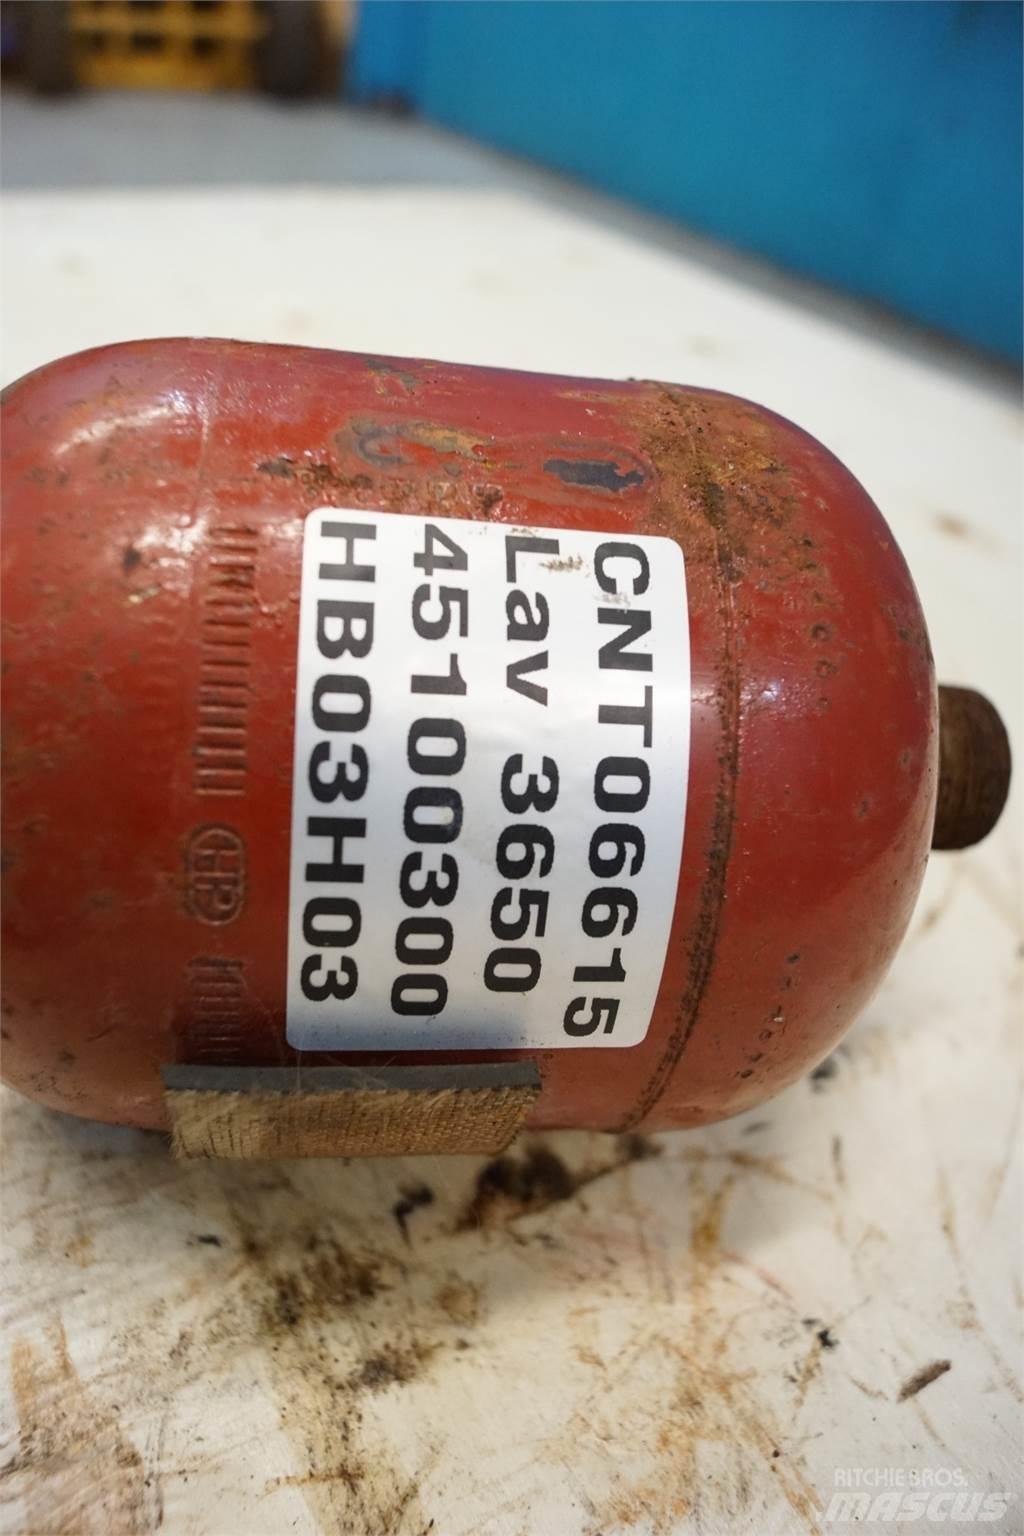 CNT06615
Lav 3650
45100300
HB03H03
RITCHIE BROS.
MASCUS